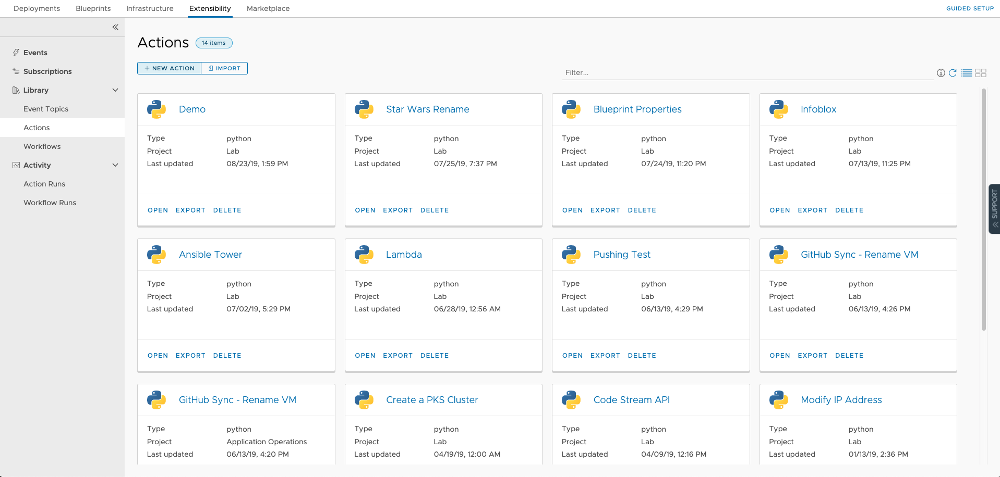 Deployments Blueprints Infrastructure Extensibility Marketplace GUIDED SETUP
Events
Subscriptions
Library
Event Topics
Actions
Workflows
Activity
Action Runs
Workflow Runs
Actions 14 items
+ NEW ACTION IMPORT
Filter...
Demo
Type python
Project Lab
Last updated 08/23/19, 1:59 PM
OPEN EXPORT DELETE
Star Wars Rename
Type python
Project Lab
Last updated 07/25/19, 7:37 PM
OPEN EXPORT DELETE
Blueprint Properties
Type python
Project Lab
Last updated 07/24/19, 11:20 PM
OPEN EXPORT DELETE
Infoblox
Type python
Project Lab
Last updated 07/13/19, 11:25 PM
OPEN EXPORT DELETE
Ansible Tower
Type python
Project Lab
Last updated 07/02/19, 5:29 PM
OPEN EXPORT DELETE
Lambda
Type python
Project Lab
Last updated 06/28/19, 12:56 AM
OPEN EXPORT DELETE
Pushing Test
Type python
Project Lab
Last updated 06/13/19, 4:29 PM
OPEN EXPORT DELETE
GitHub Sync - Rename VM
Type python
Project Lab
Last updated 06/13/19, 4:26 PM
OPEN EXPORT DELETE
GitHub Sync - Rename VM
Type python
Project Application Operations
Last updated 06/13/19, 4:20 PM
Create a PKS Cluster
Type python
Project Lab
Last updated 04/19/19, 12:00 AM
Code Stream API
Type python
Project Lab
Last updated 04/09/19, 12:16 PM
Modify IP Address
Type python
Project Lab
Last updated 01/13/19, 2:36 PM
SUPPORT